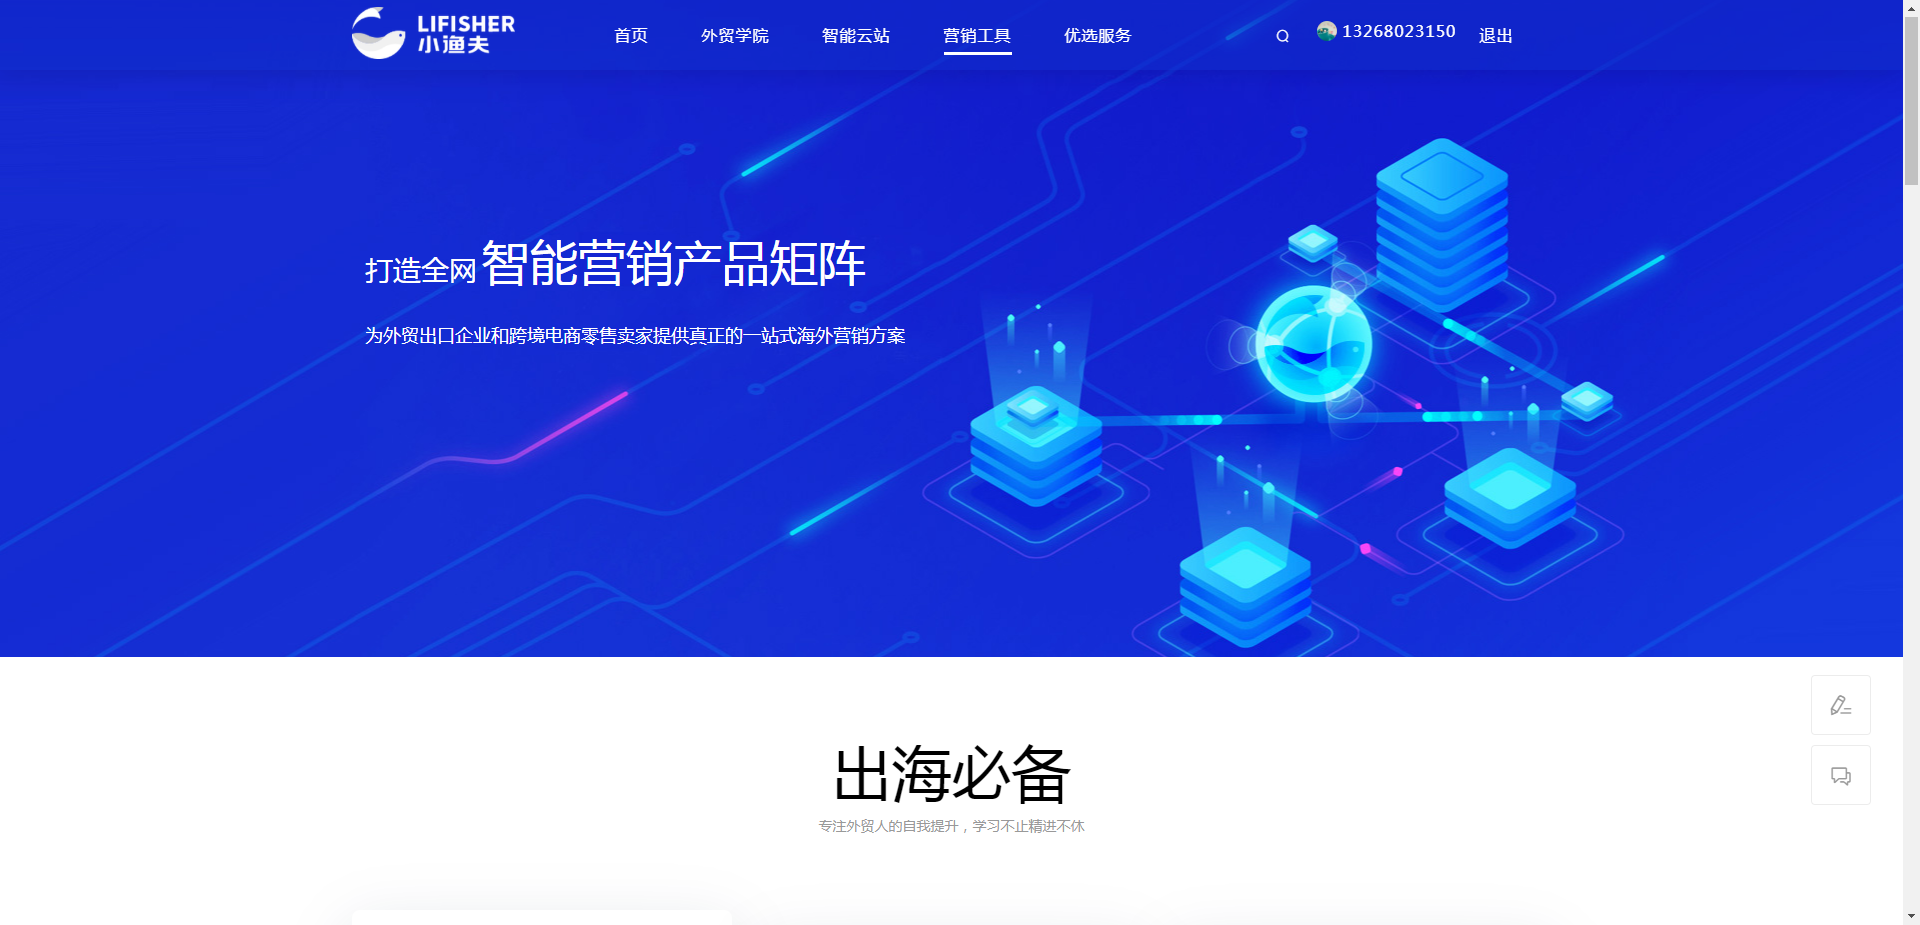 LIFISHER
小渔夫
首页 外贸学院 智能云站 营销工具 优选服务 13268023150 退出
打造全网 智能营销产品矩阵
为外贸出口企业和跨境电商零售卖家提供真正的一站式海外营销方案
出海必备
专注外贸人的自我提升，学习不止精进不休